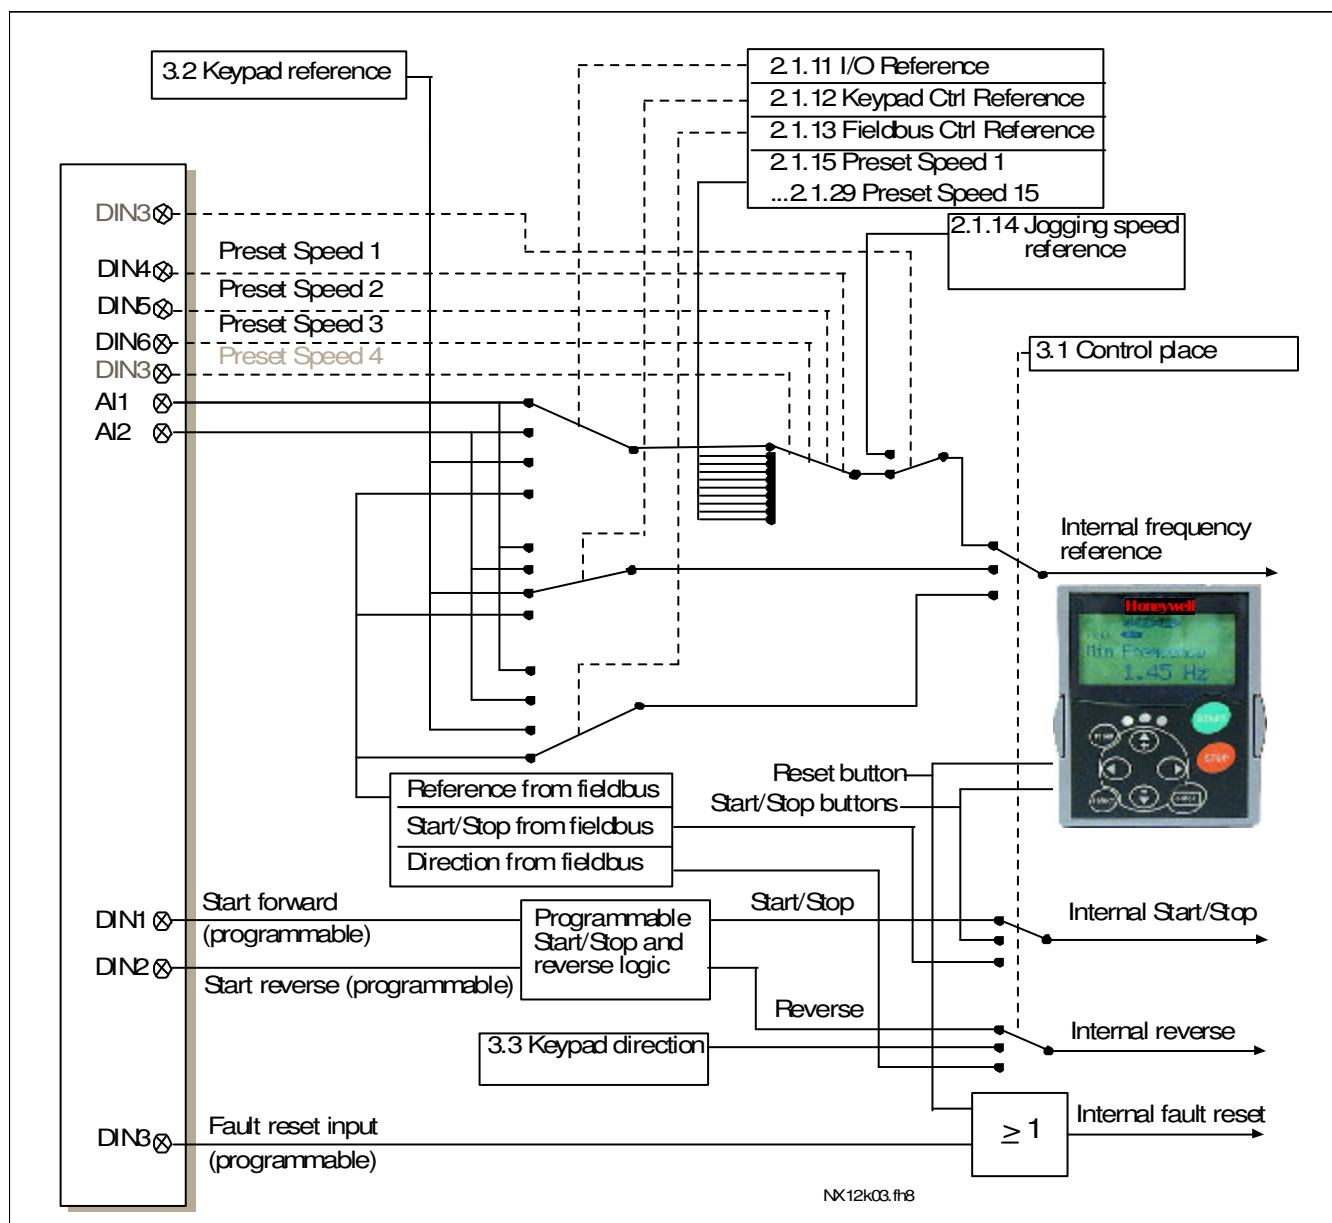 3.2 Keypad reference
2.1.11 I/O Reference
2.1.12 Keypad Ctrl Reference
2.1.13 Fieldbus Ctrl Reference
2.1.15 Preset Speed 1
...2.1.29 Preset Speed 15
2.1.14 Jogging speed
reference
DIN3
DIN4
Preset Speed 1
DIN5
Preset Speed 2
DIN6
Preset Speed 3
DIN3
Preset Speed 4
AI1
AI2
3.1 Control place
Internal frequency
reference
Honeywell
Min Frequency
1.45 Hz
START
STOP
Reset button
Start/Stop buttons
Reference from fieldbus
Start/Stop from fieldbus
Direction from fieldbus
DIN1
Start forward
(programmable)
DIN2
Start reverse (programmable)
Programmable
Start/Stop and
reverse logic
Start/Stop
Internal Start/Stop
Reverse
Internal reverse
3.3 Keypad direction
DIN3
Fault reset input
(programmable)
≥ 1
Internal fault reset
NX12k03.fh8